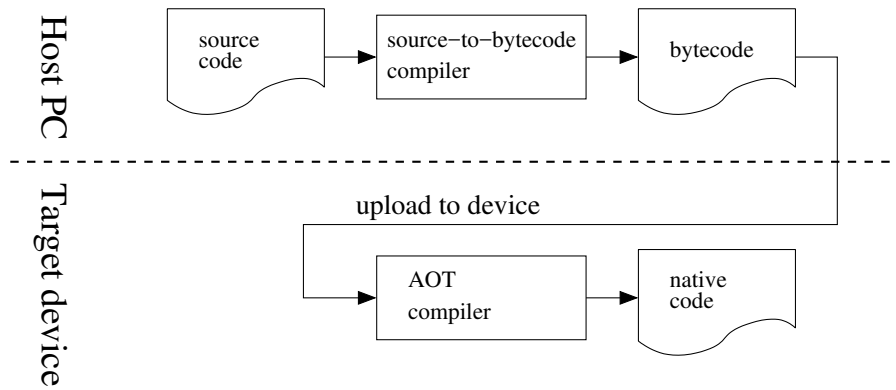 Host PC
source
code
source-to-bytecode
compiler
bytecode
Target device
upload to device
AOT
compiler
native
code